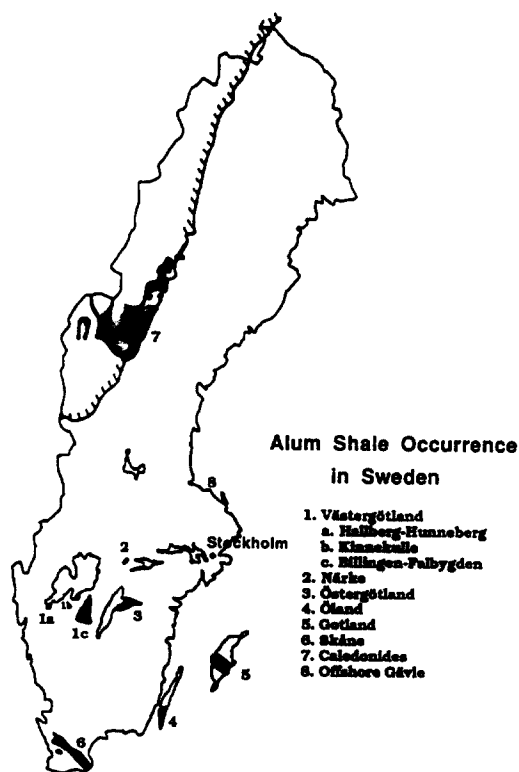 Alum Shale Occurrence
in Sweden
1. Västergötland
a. Hallberg-Hunneberg
b. Kinnekulle
c. Billingen-Falbygden
2. Närke
3. Östergötland
4. Öland
5. Gotland
6. Skåne
7. Caledonides
8. Offshore Gävle
7
8
Stockholm
2
1a
1b
1c
3
5
4
6